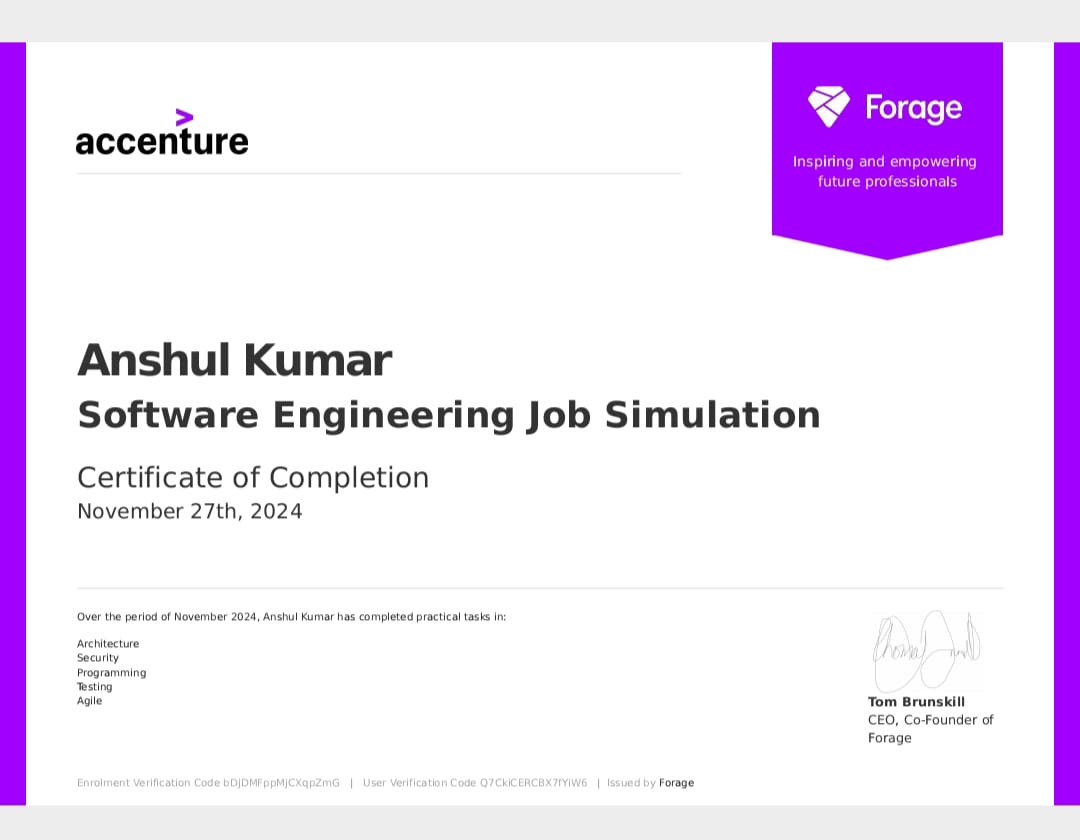 accenture
Forage
Inspiring and empowering
future professionals
Anshul Kumar
Software Engineering Job Simulation
Certificate of Completion
November 27th, 2024
Over the period of November 2024, Anshul Kumar has completed practical tasks in:
Architecture
Security
Programming
Testing
Agile
Tom Brunskill
CEO, Co-Founder of
Forage
Enrolment Verification Code bDJDMFppMjCXqpZmG | User Verification Code Q7CkiCERCBX7fYiW6 | Issued by Forage